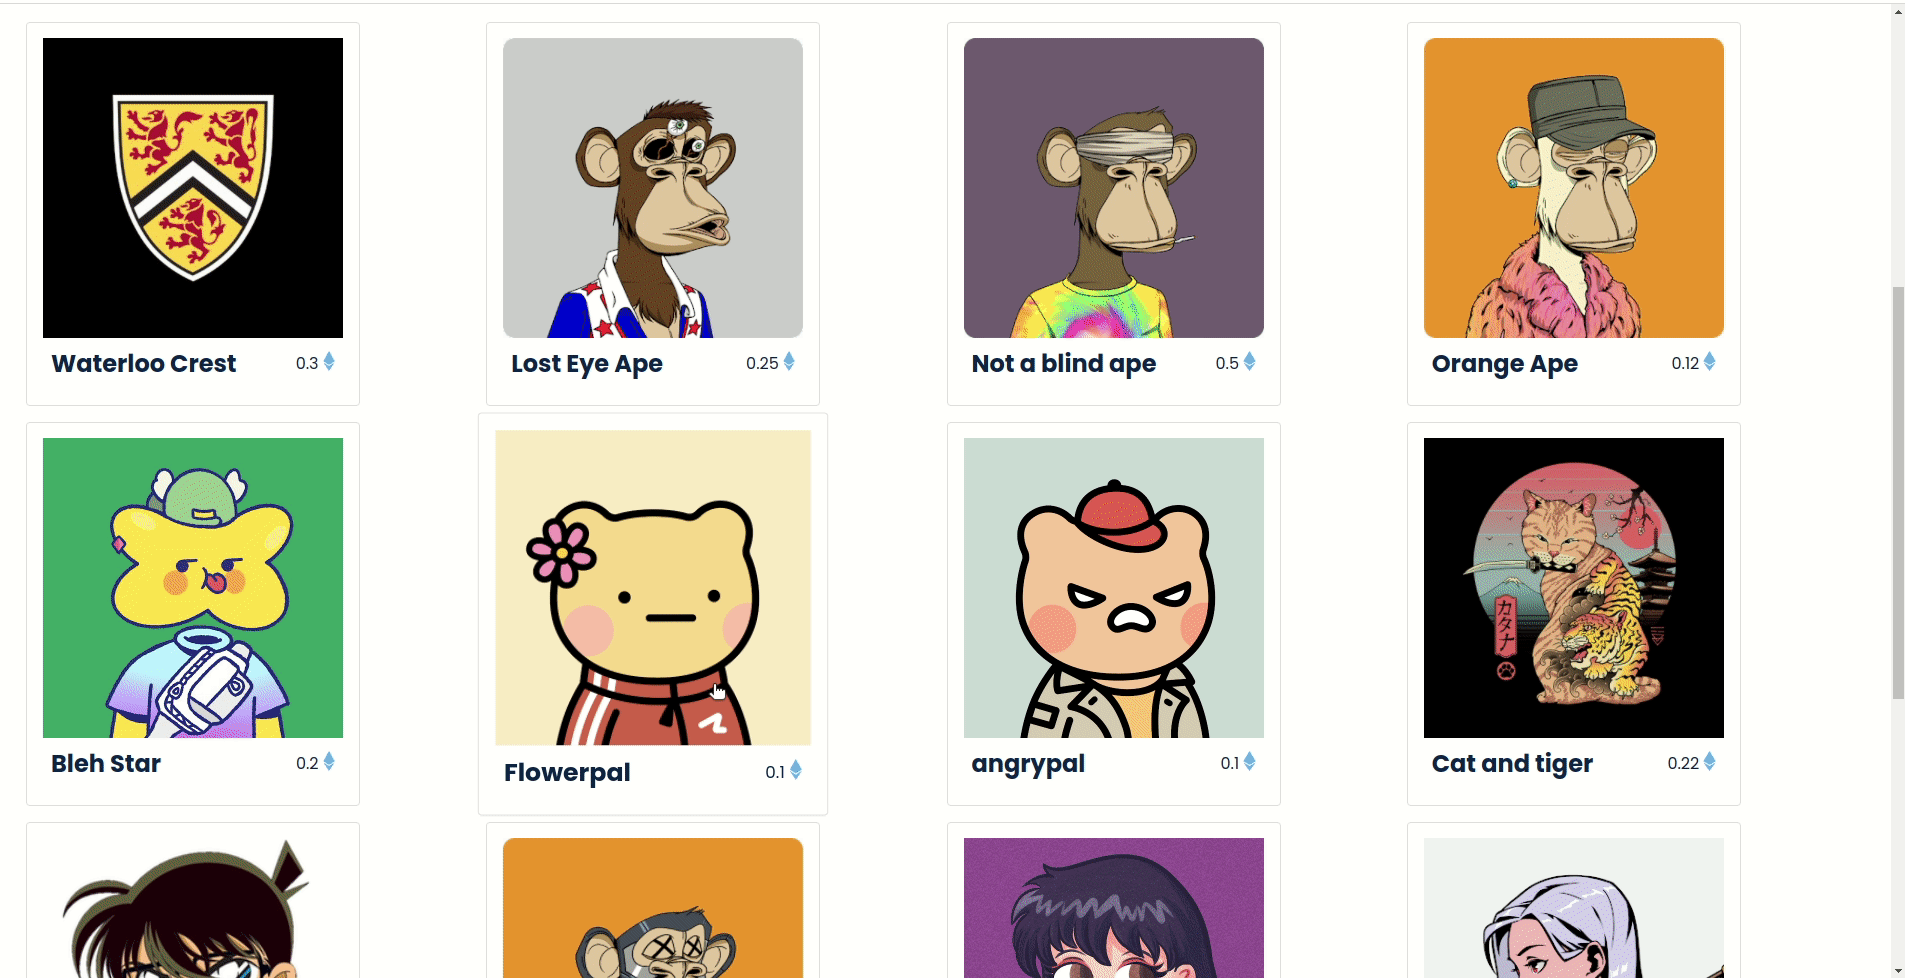 Waterloo Crest 0.3
Lost Eye Ape 0.25
Not a blind ape 0.5
Orange Ape 0.12
カタナ
Bleh Star 0.2
Flowerpal 0.1
angrypal 0.1
Cat and tiger 0.22